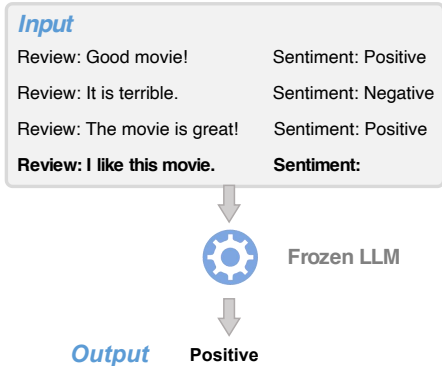 Input
Review: Good movie! Sentiment: Positive
Review: It is terrible. Sentiment: Negative
Review: The movie is great! Sentiment: Positive
Review: I like this movie. Sentiment:
Frozen LLM
Output Positive